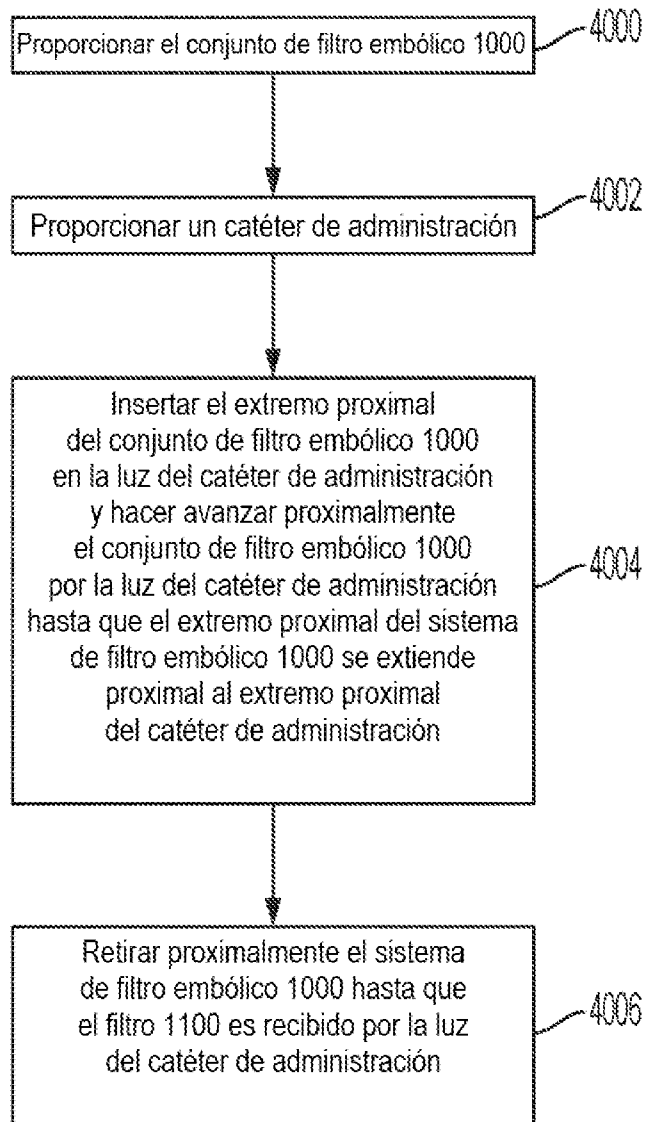 Proporcionar el conjunto de filtro embólico 1000
4000
Proporcionar un catéter de administración
4002
Insertar el extremo proximal
del conjunto de filtro embólico 1000
en la luz del catéter de administración
y hacer avanzar proximalmente
el conjunto de filtro embólico 1000
por la luz del catéter de administración
hasta que el extremo proximal del sistema
de filtro embólico 1000 se extiende
proximal al extremo proximal
del catéter de administración
4004
Retirar proximalmente el sistema
de filtro embólico 1000 hasta que
el filtro 1100 es recibido por la luz
del catéter de administración
4006